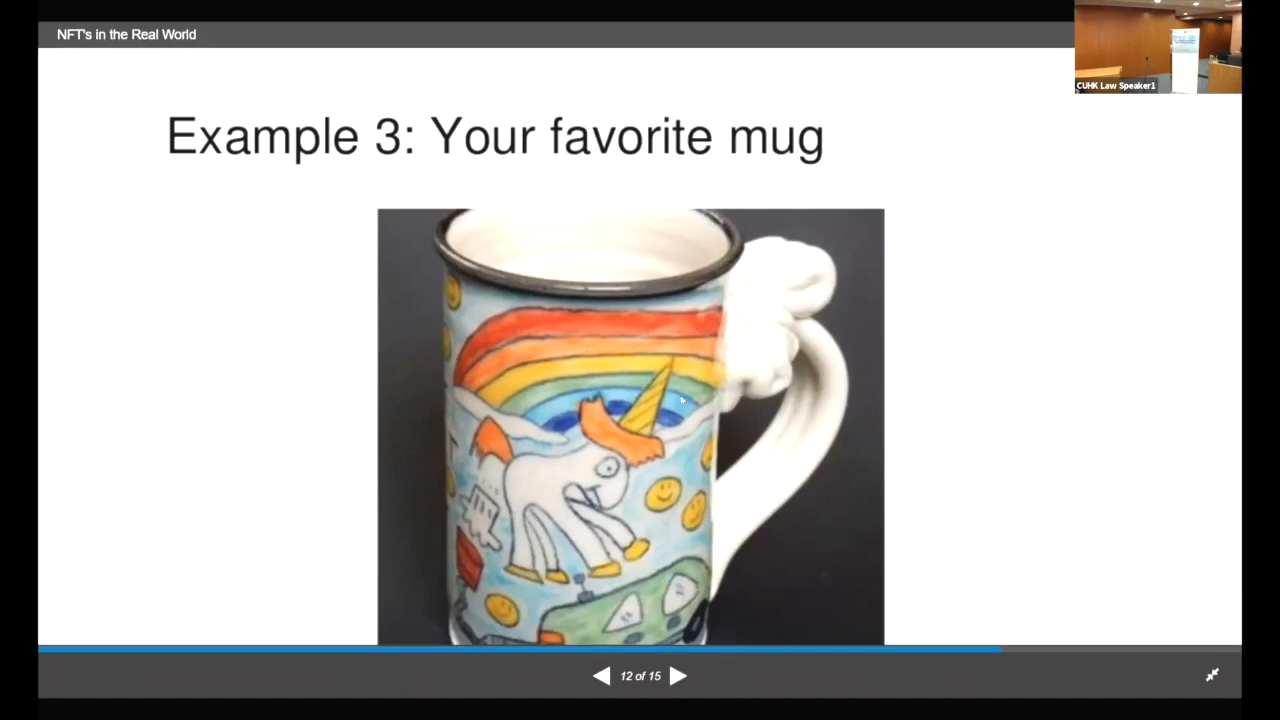 NFT's in the Real World
CUHK Law Speaker1
Example 3: Your favorite mug
12 of 15